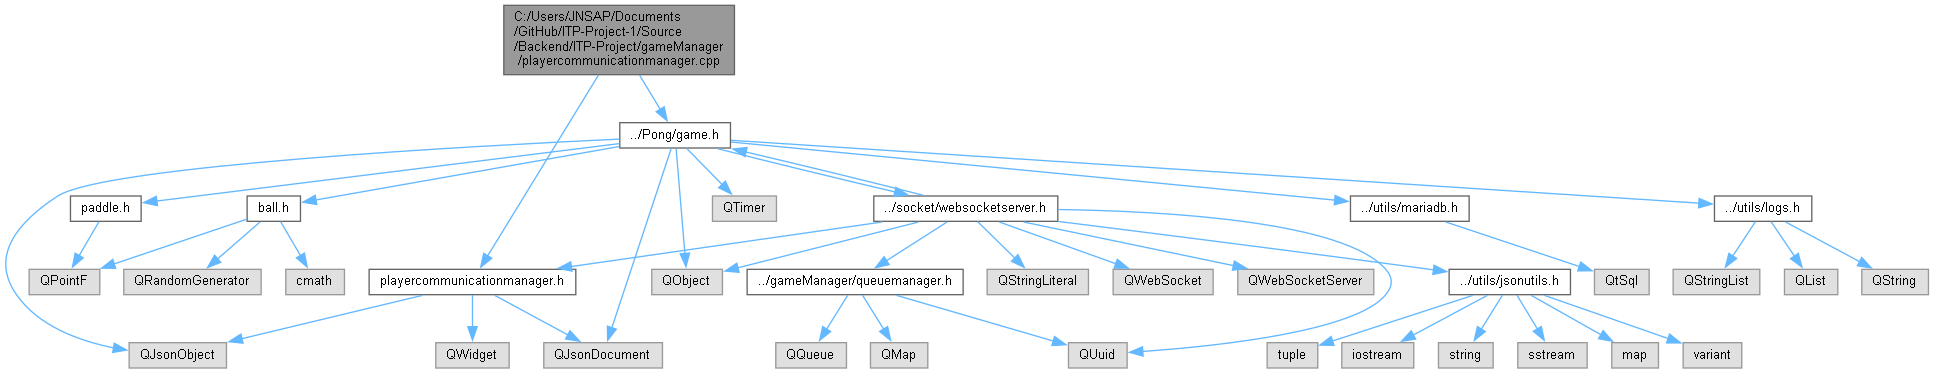 C:/Users/JNSAP/Documents
/GitHub/ITP-Project-1/Source
/Backend/ITP-Project/gameManager
/playercommunicationmanager.cpp
../Pong/game.h
paddle.h
ball.h
QTimer
../socket/websocketserver.h
../utils/mariadb.h
../utils/logs.h
QPointF
QRandomGenerator
cmath
playercommunicationmanager.h
QObject
../gameManager/queuemanager.h
QStringLiteral
QWebSocket
QWebSocketServer
../utils/jsonutils.h
QtSql
QStringList
QList
QString
QJsonObject
QWidget
QJsonDocument
QQueue
QMap
QUuid
tuple
iostream
string
sstream
map
variant